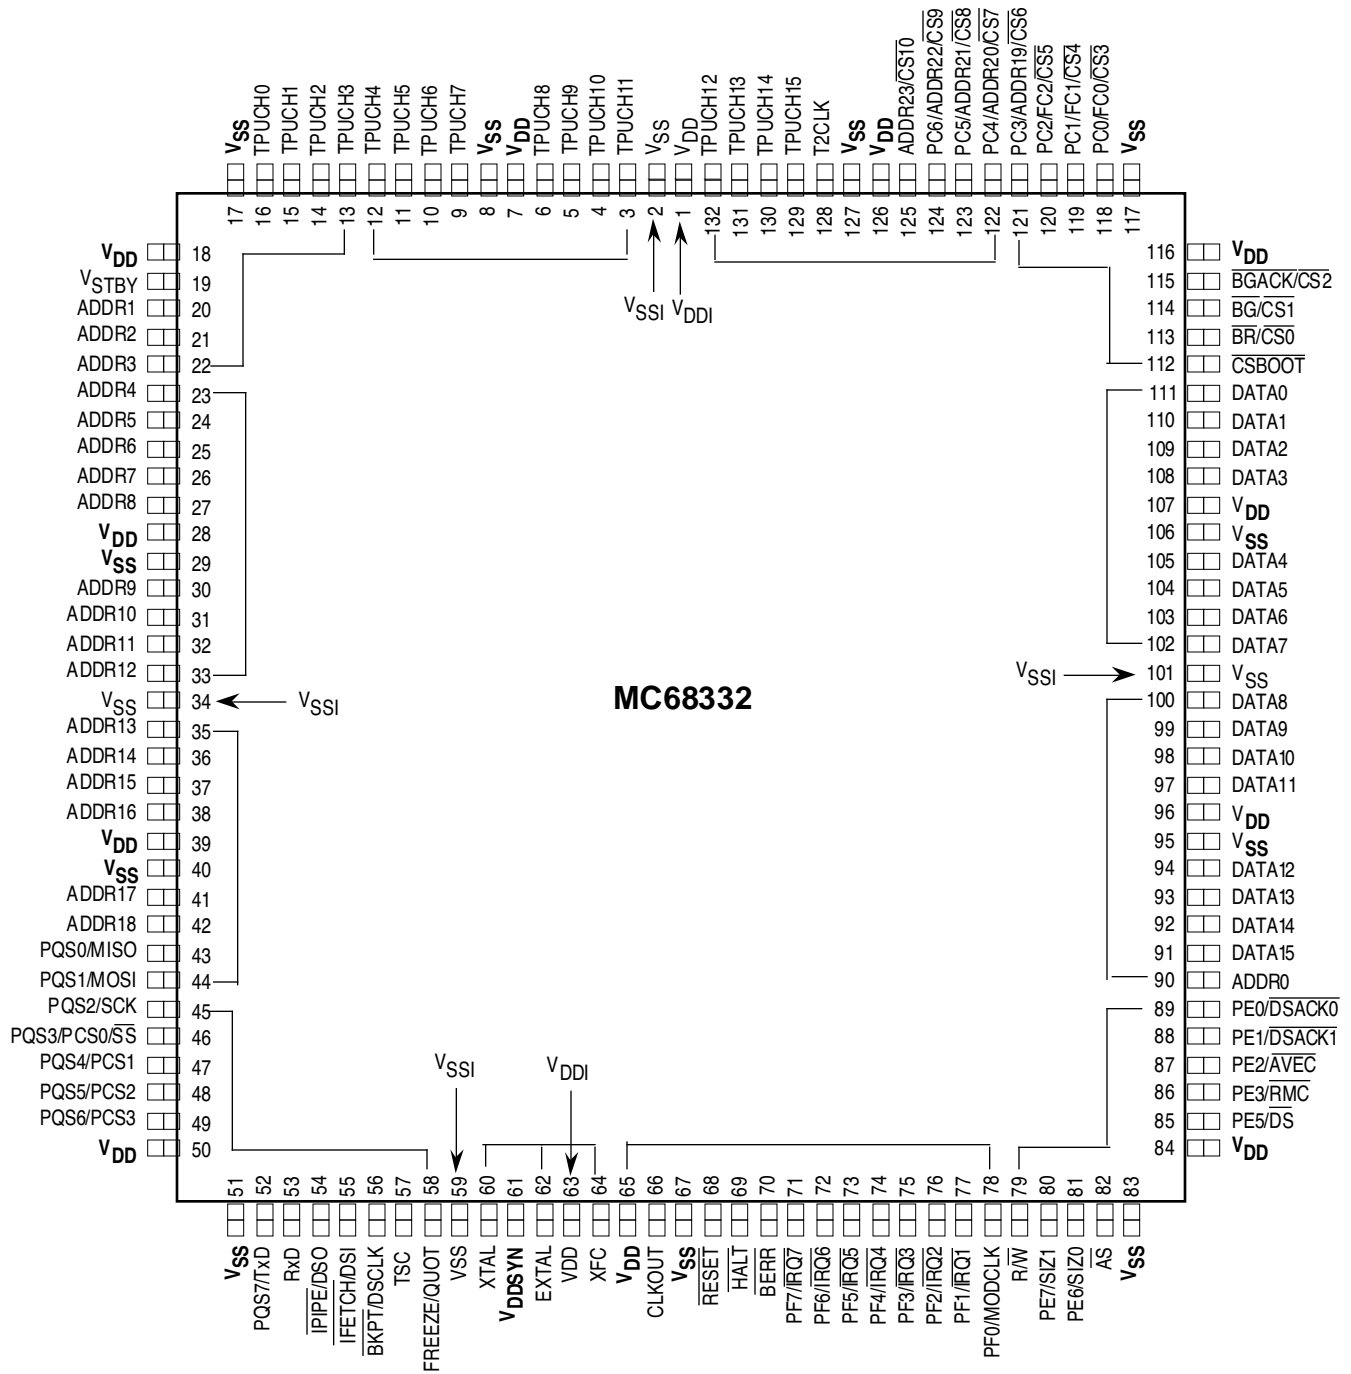 VSS
TPUCH0
TPUCH1
TPUCH2
TPUCH3
TPUCH4
TPUCH5
TPUCH6
TPUCH7
VSS
VDD
TPUCH8
TPUCH9
TPUCH10
TPUCH11
VSS
VDD
TPUCH12
TPUCH13
TPUCH14
TPUCH15
T2CLK
VSS
VDD
ADDR23/CS10
PC6/ADDR22/CS9
PC5/ADDR21/CS8
PC4/ADDR20/CS7
PC3/ADDR19/CS6
PC2/FC2/CS5
PC1/FC1/CS4
PC0/FC0/CS3
VSS
17
16
15
14
13
12
11
10
9
8
7
6
5
4
3
2
1
132
131
130
129
128
127
126
125
124
123
122
121
120
119
118
117
VSSI
VDDI
VDD 18
VSTBY 19
ADDR1 20
ADDR2 21
ADDR3 22
ADDR4 23
ADDR5 24
ADDR6 25
ADDR7 26
ADDR8 27
VDD 28
VSS 29
ADDR9 30
ADDR10 31
ADDR11 32
ADDR12 33
VSS 34 VSSI
ADDR13 35
ADDR14 36
ADDR15 37
ADDR16 38
VDD 39
VSS 40
ADDR17 41
ADDR18 42
PQS0/MISO 43
PQS1/MOSI 44
PQS2/SCK 45
PQS3/PCS0/SS 46
PQS4/PCS1 47
PQS5/PCS2 48
PQS6/PCS3 49
VDD 50
MC68332
116 VDD
115 BGACK/CS2
114 BG/CS1
113 BR/CS0
112 CSBOOT
111 DATA0
110 DATA1
109 DATA2
108 DATA3
107 VDD
106 VSS
105 DATA4
104 DATA5
103 DATA6
102 DATA7
VSSI 101 VSS
100 DATA8
99 DATA9
98 DATA10
97 DATA11
96 VDD
95 VSS
94 DATA12
93 DATA13
92 DATA14
91 DATA15
90 ADDR0
89 PE0/DSACK0
88 PE1/DSACK1
87 PE2/AVEC
86 PE3/RMC
85 PE5/DS
84 VDD
VSSI
VDDI
51
52
53
54
55
56
57
58
59
60
61
62
63
64
65
66
67
68
69
70
71
72
73
74
75
76
77
78
79
80
81
82
83
VSS
PQS7/TxD
RxD
IPIPE/DSO
IFETCH/DSI
BKPT/DSCLK
TSC
FREEZE/QUOT
VSS
XTAL
VDDSYN
EXTAL
VDD
XFC
VDD
CLKOUT
VSS
RESET
HALT
BERR
PF7/IRQ7
PF6/IRQ6
PF5/IRQ5
PF4/IRQ4
PF3/IRQ3
PF2/IRQ2
PF1/IRQ1
PF0/MODCLK
R/W
PE7/SIZ1
PE6/SIZ0
AS
VSS